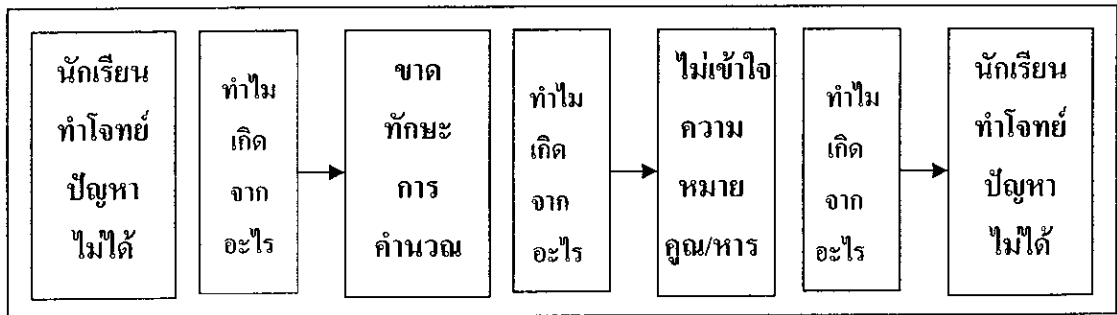 นักเรียน
ทำโจทย์
ปัญหา
ไม่ได้
ทำไม
เกิด
จาก
อะไร
ขาด
ทักษะ
การ
คำนวณ
ทำไม
เกิด
จาก
อะไร
ไม่เข้าใจ
ความ
หมาย
คูณ/หาร
ทำไม
เกิด
จาก
อะไร
นักเรียน
ทำโจทย์
ปัญหา
ไม่ได้